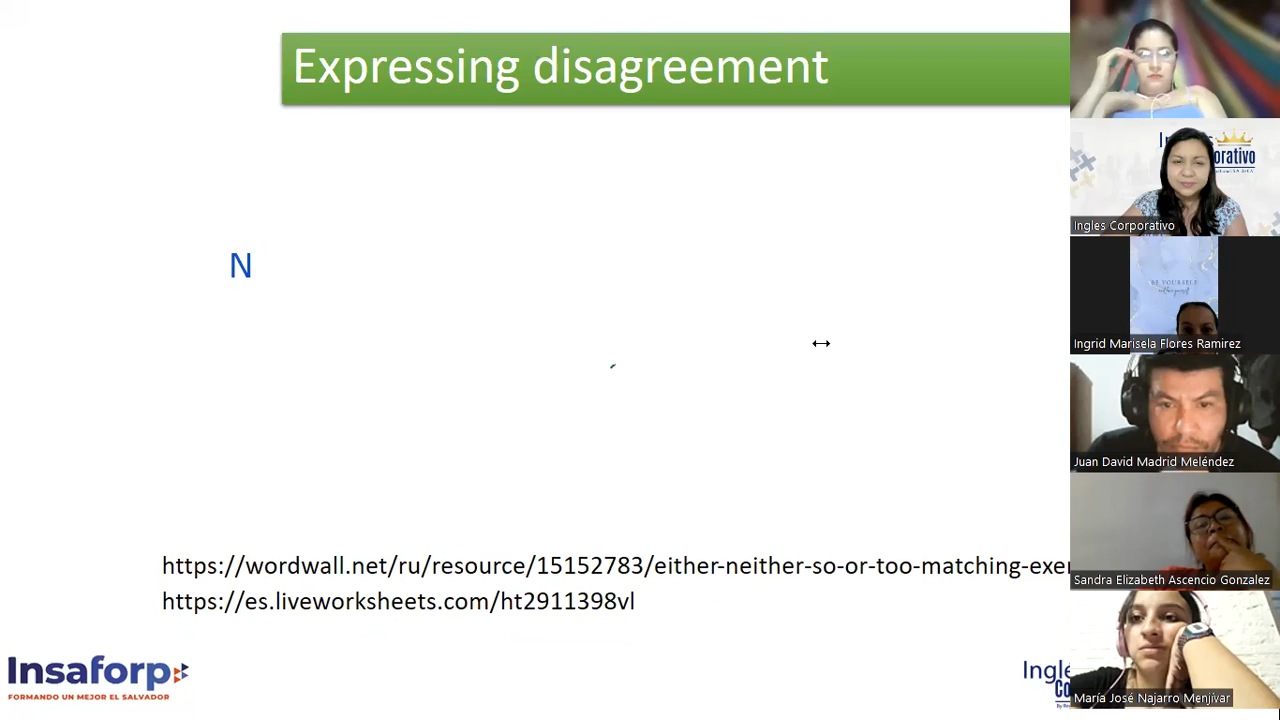 Expressing disagreement
N
https://wordwall.net/ru/resource/15152783/either-neither-so-or-too-matching-exer
https://es.liveworksheets.com/ht2911398vl
Insaforp
FORMANDO UN MEJOR EL SALVADOR
Ingles Corporativo
BE YOURSELF
Ingrid Marisela Flores Ramirez
Juan David Madrid Meléndez
Sandra Elizabeth Ascencio Gonzalez
María José Najarro Menjívar